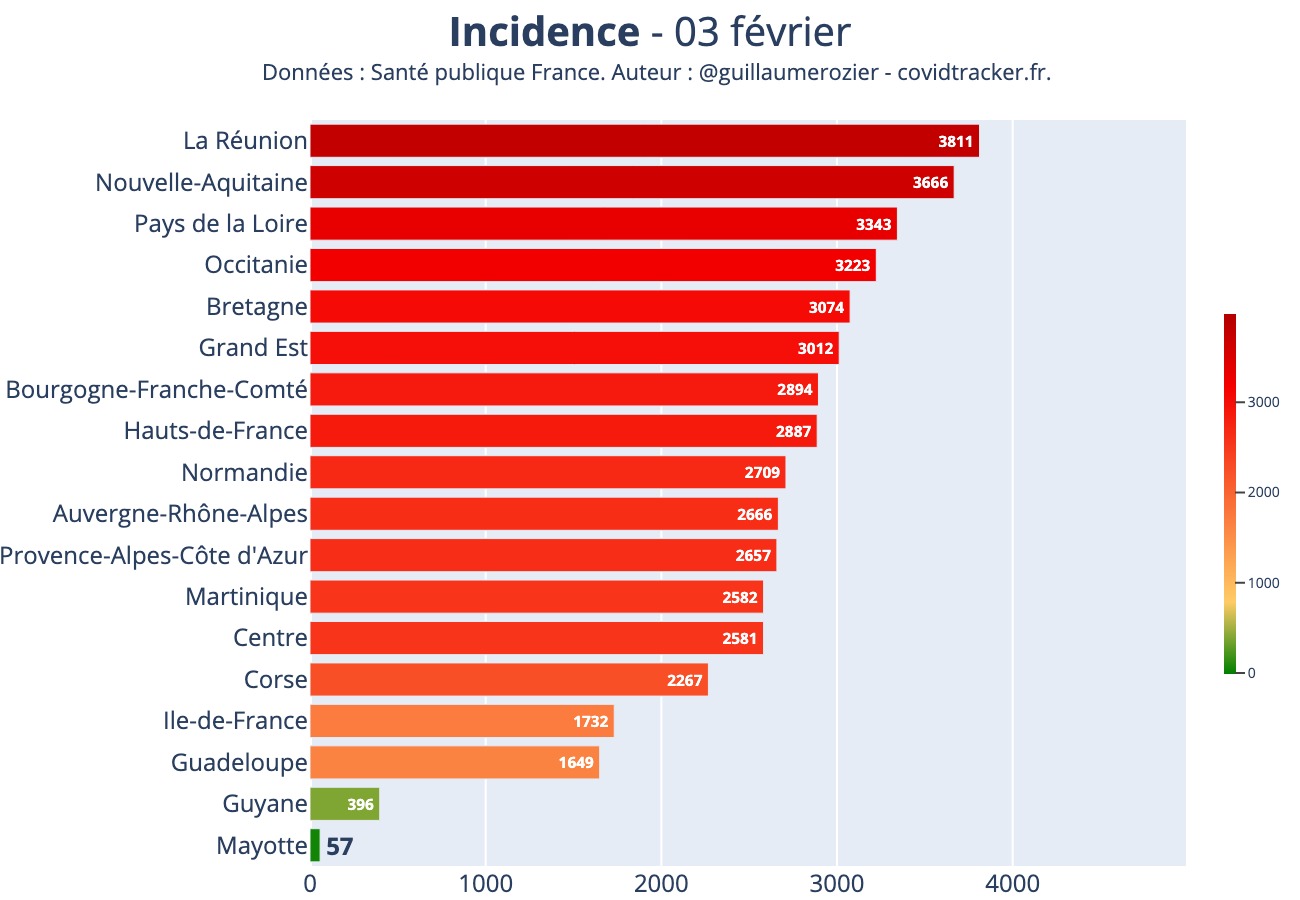 Incidence - 03 février
Données : Santé publique France. Auteur : @guillaumerozier - covidtracker.fr.
La Réunion 3811
Nouvelle-Aquitaine 3666
Pays de la Loire 3343
Occitanie 3223
Bretagne 3074
Grand Est 3012
Bourgogne-Franche-Comté 2894
Hauts-de-France 2887
Normandie 2709
Auvergne-Rhône-Alpes 2666
Provence-Alpes-Côte d'Azur 2657
Martinique 2582
Centre 2581
Corse 2267
Ile-de-France 1732
Guadeloupe 1649
Guyane 396
Mayotte 57
0 1000 2000 3000 4000
3000
2000
1000
0